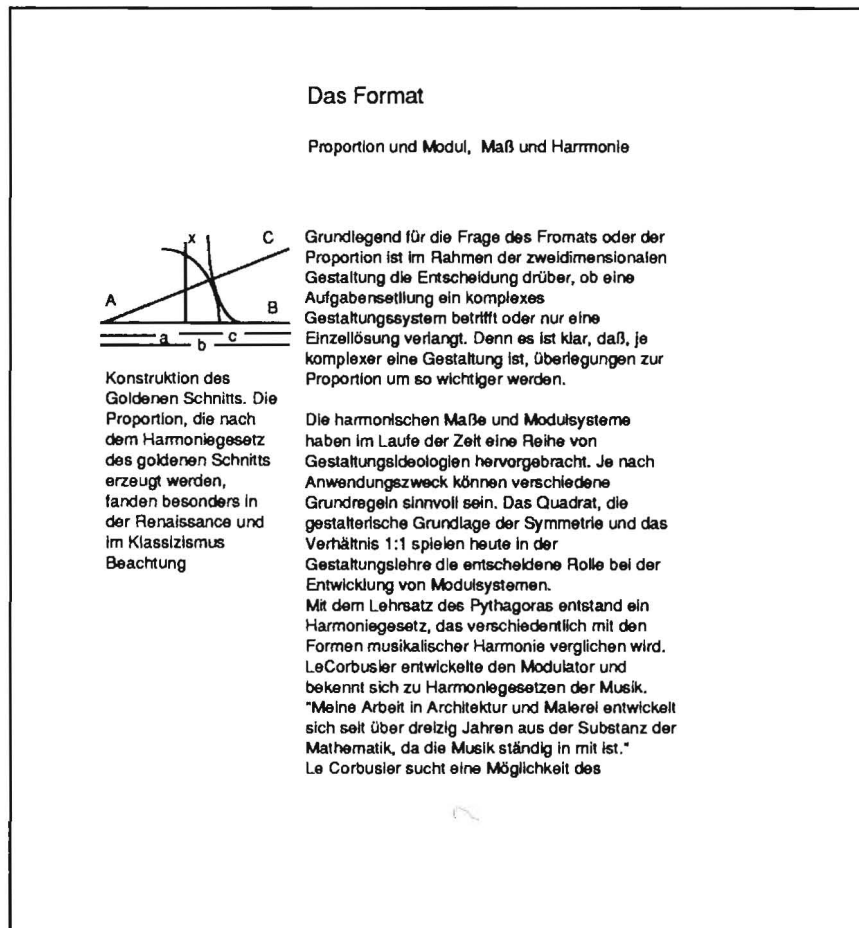 Das Format
Proportion und Modul, Maß und Harrmonie
x
C
A
B
a
c
b
Konstruktion des
Goldenen Schnitts. Die
Proportion, die nach
dem Harmoniegesetz
des goldenen Schnitts
erzeugt werden,
fanden besonders in
der Renaissance und
im Klassizismus
Beachtung
Grundlegend für die Frage des Fromats oder der
Proportion ist im Rahmen der zweidimensionalen
Gestaltung die Entscheidung drüber, ob eine
Aufgabensetllung ein komplexes
Gestaltungssystem betrifft oder nur eine
Einzellösung verlangt. Denn es ist klar, daß, je
komplexer eine Gestaltung ist, überlegungen zur
Proportion um so wichtiger werden.
Die harmonischen Maße und Modulsysteme
haben im Laufe der Zeit eine Reihe von
Gestaltungsideologien hervorgebracht. Je nach
Anwendungszweck können verschiedene
Grundregeln sinnvoll sein. Das Quadrat, die
gestalterische Grundlage der Symmetrie und das
Verhältnis 1:1 spielen heute in der
Gestaltungslehre die entscheidene Rolle bei der
Entwicklung von Modulsystemen.
Mit dem Lehrsatz des Pythagoras entstand ein
Harmoniegesetz, das verschiedentlich mit den
Formen musikalischer Harmonie verglichen wird.
LeCorbusier entwickelte den Modulator und
bekennt sich zu Harmoniegesetzen der Musik.
"Meine Arbeit in Architektur und Malerei entwickelt
sich seit über dreizig Jahren aus der Substanz der
Mathematik, da die Musik ständig in mit ist."
Le Corbusier sucht eine Möglichkeit des